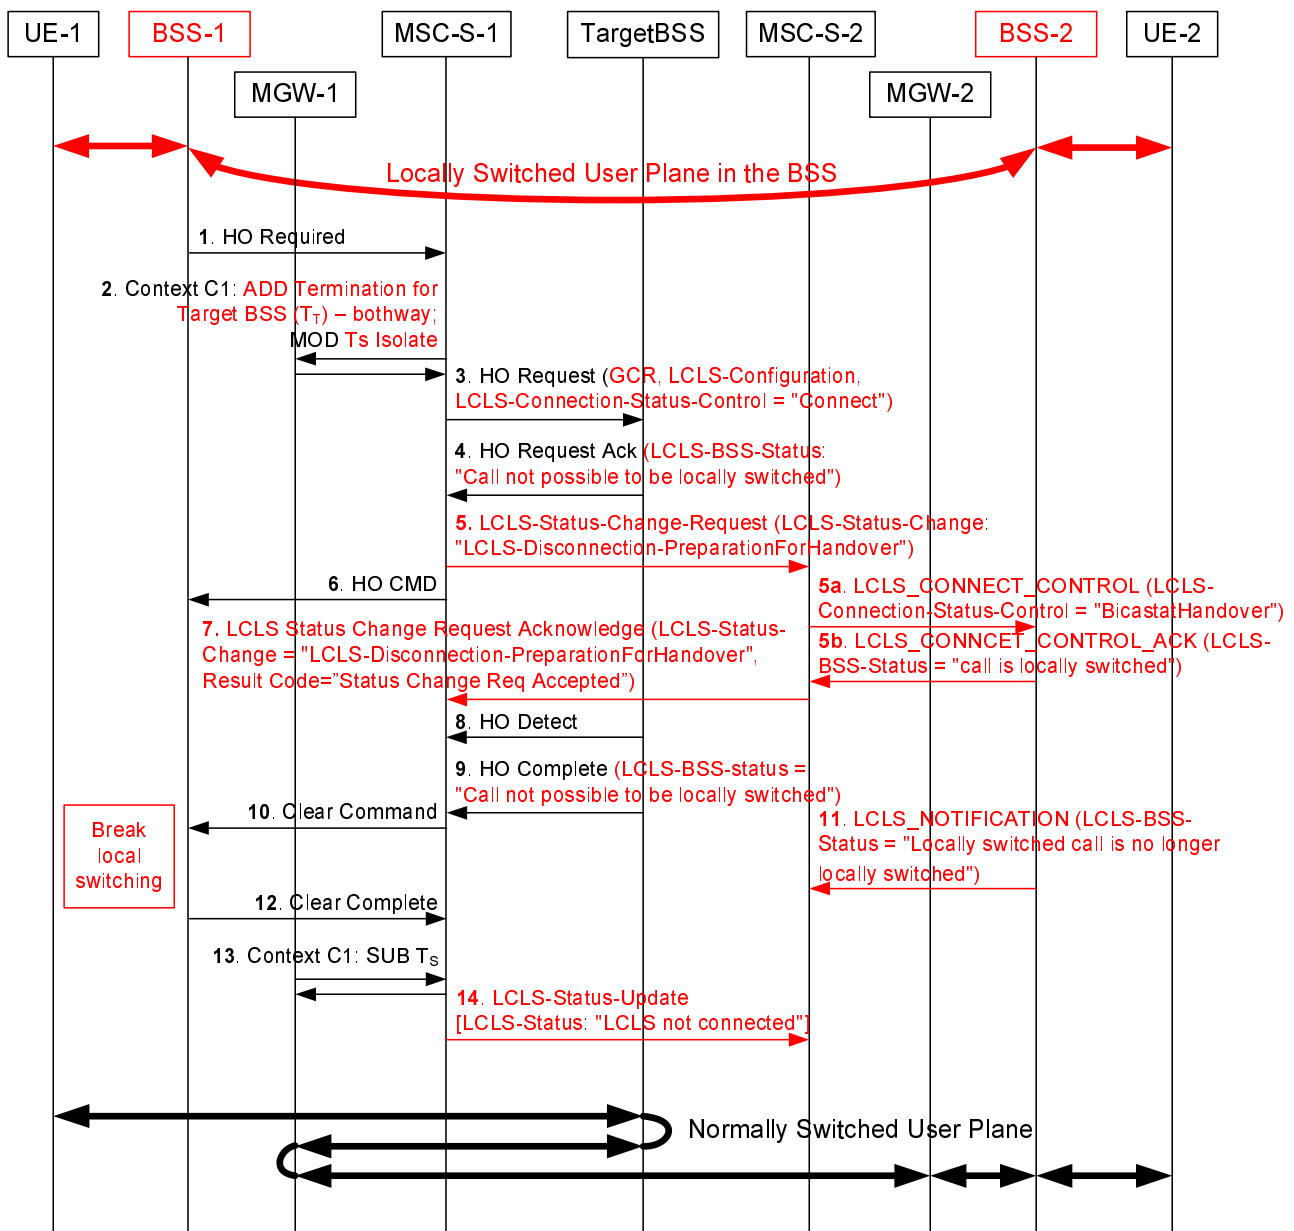 UE-1
BSS-1
MSC-S-1
TargetBSS
MSC-S-2
BSS-2
UE-2
MGW-1
MGW-2
Locally Switched User Plane in the BSS
1. HO Required
2. Context C1: ADD Termination for
Target BSS (TT) – bothway;
MOD Ts Isolate
3. HO Request (GCR, LCLS-Configuration,
LCLS-Connection-Status-Control = "Connect")
4. HO Request Ack (LCLS-BSS-Status:
"Call not possible to be locally switched")
5. LCLS-Status-Change-Request (LCLS-Status-Change:
"LCLS-Disconnection-PreparationForHandover")
6. HO CMD
5a. LCLS_CONNECT_CONTROL (LCLS-
Connection-Status-Control = "BicastatHandover")
7. LCLS Status Change Request Acknowledge (LCLS-Status-
Change = "LCLS-Disconnection-PreparationForHandover",
Result Code=”Status Change Req Accepted”)
5b. LCLS_CONNCET_CONTROL_ACK (LCLS-
BSS-Status = "call is locally switched")
8. HO Detect
9. HO Complete (LCLS-BSS-status =
"Call not possible to be locally switched")
10. Clear Command
11. LCLS_NOTIFICATION (LCLS-BSS-
Status = "Locally switched call is no longer
locally switched")
Break
local
switching
12. Clear Complete
13. Context C1: SUB TS
14. LCLS-Status-Update
[LCLS-Status: "LCLS not connected"]
Normally Switched User Plane